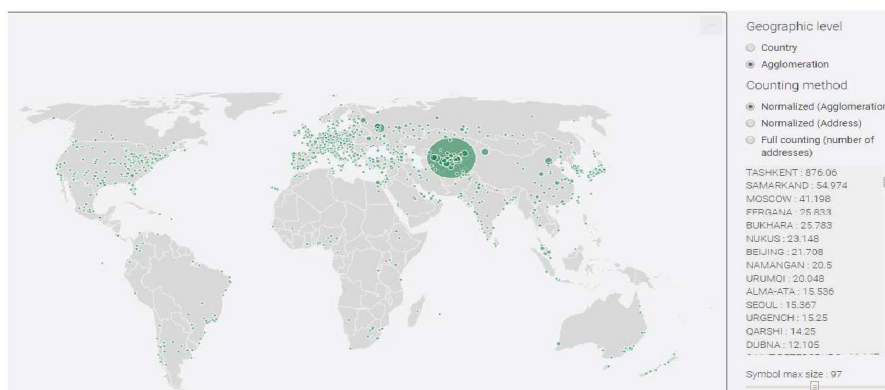 Geographic level
Country
Agglomeration
Counting method
Normalized (Agglomeration
Normalized (Address)
Full counting (number of
addresses)
TASHKENT : 876.06
SAMARKAND : 54.974
MOSCOW : 41.198
FERGANA : 25.833
BUKHARA : 25.783
NUKUS : 23.148
BEIJING : 21.708
NAMANGAN : 20.5
URUMQI : 20.048
ALMA-ATA : 15.536
SEOUL : 15.367
URGENCH : 15.25
QARSHI : 14.25
DUBNA : 12.105
Symbol max size : 97